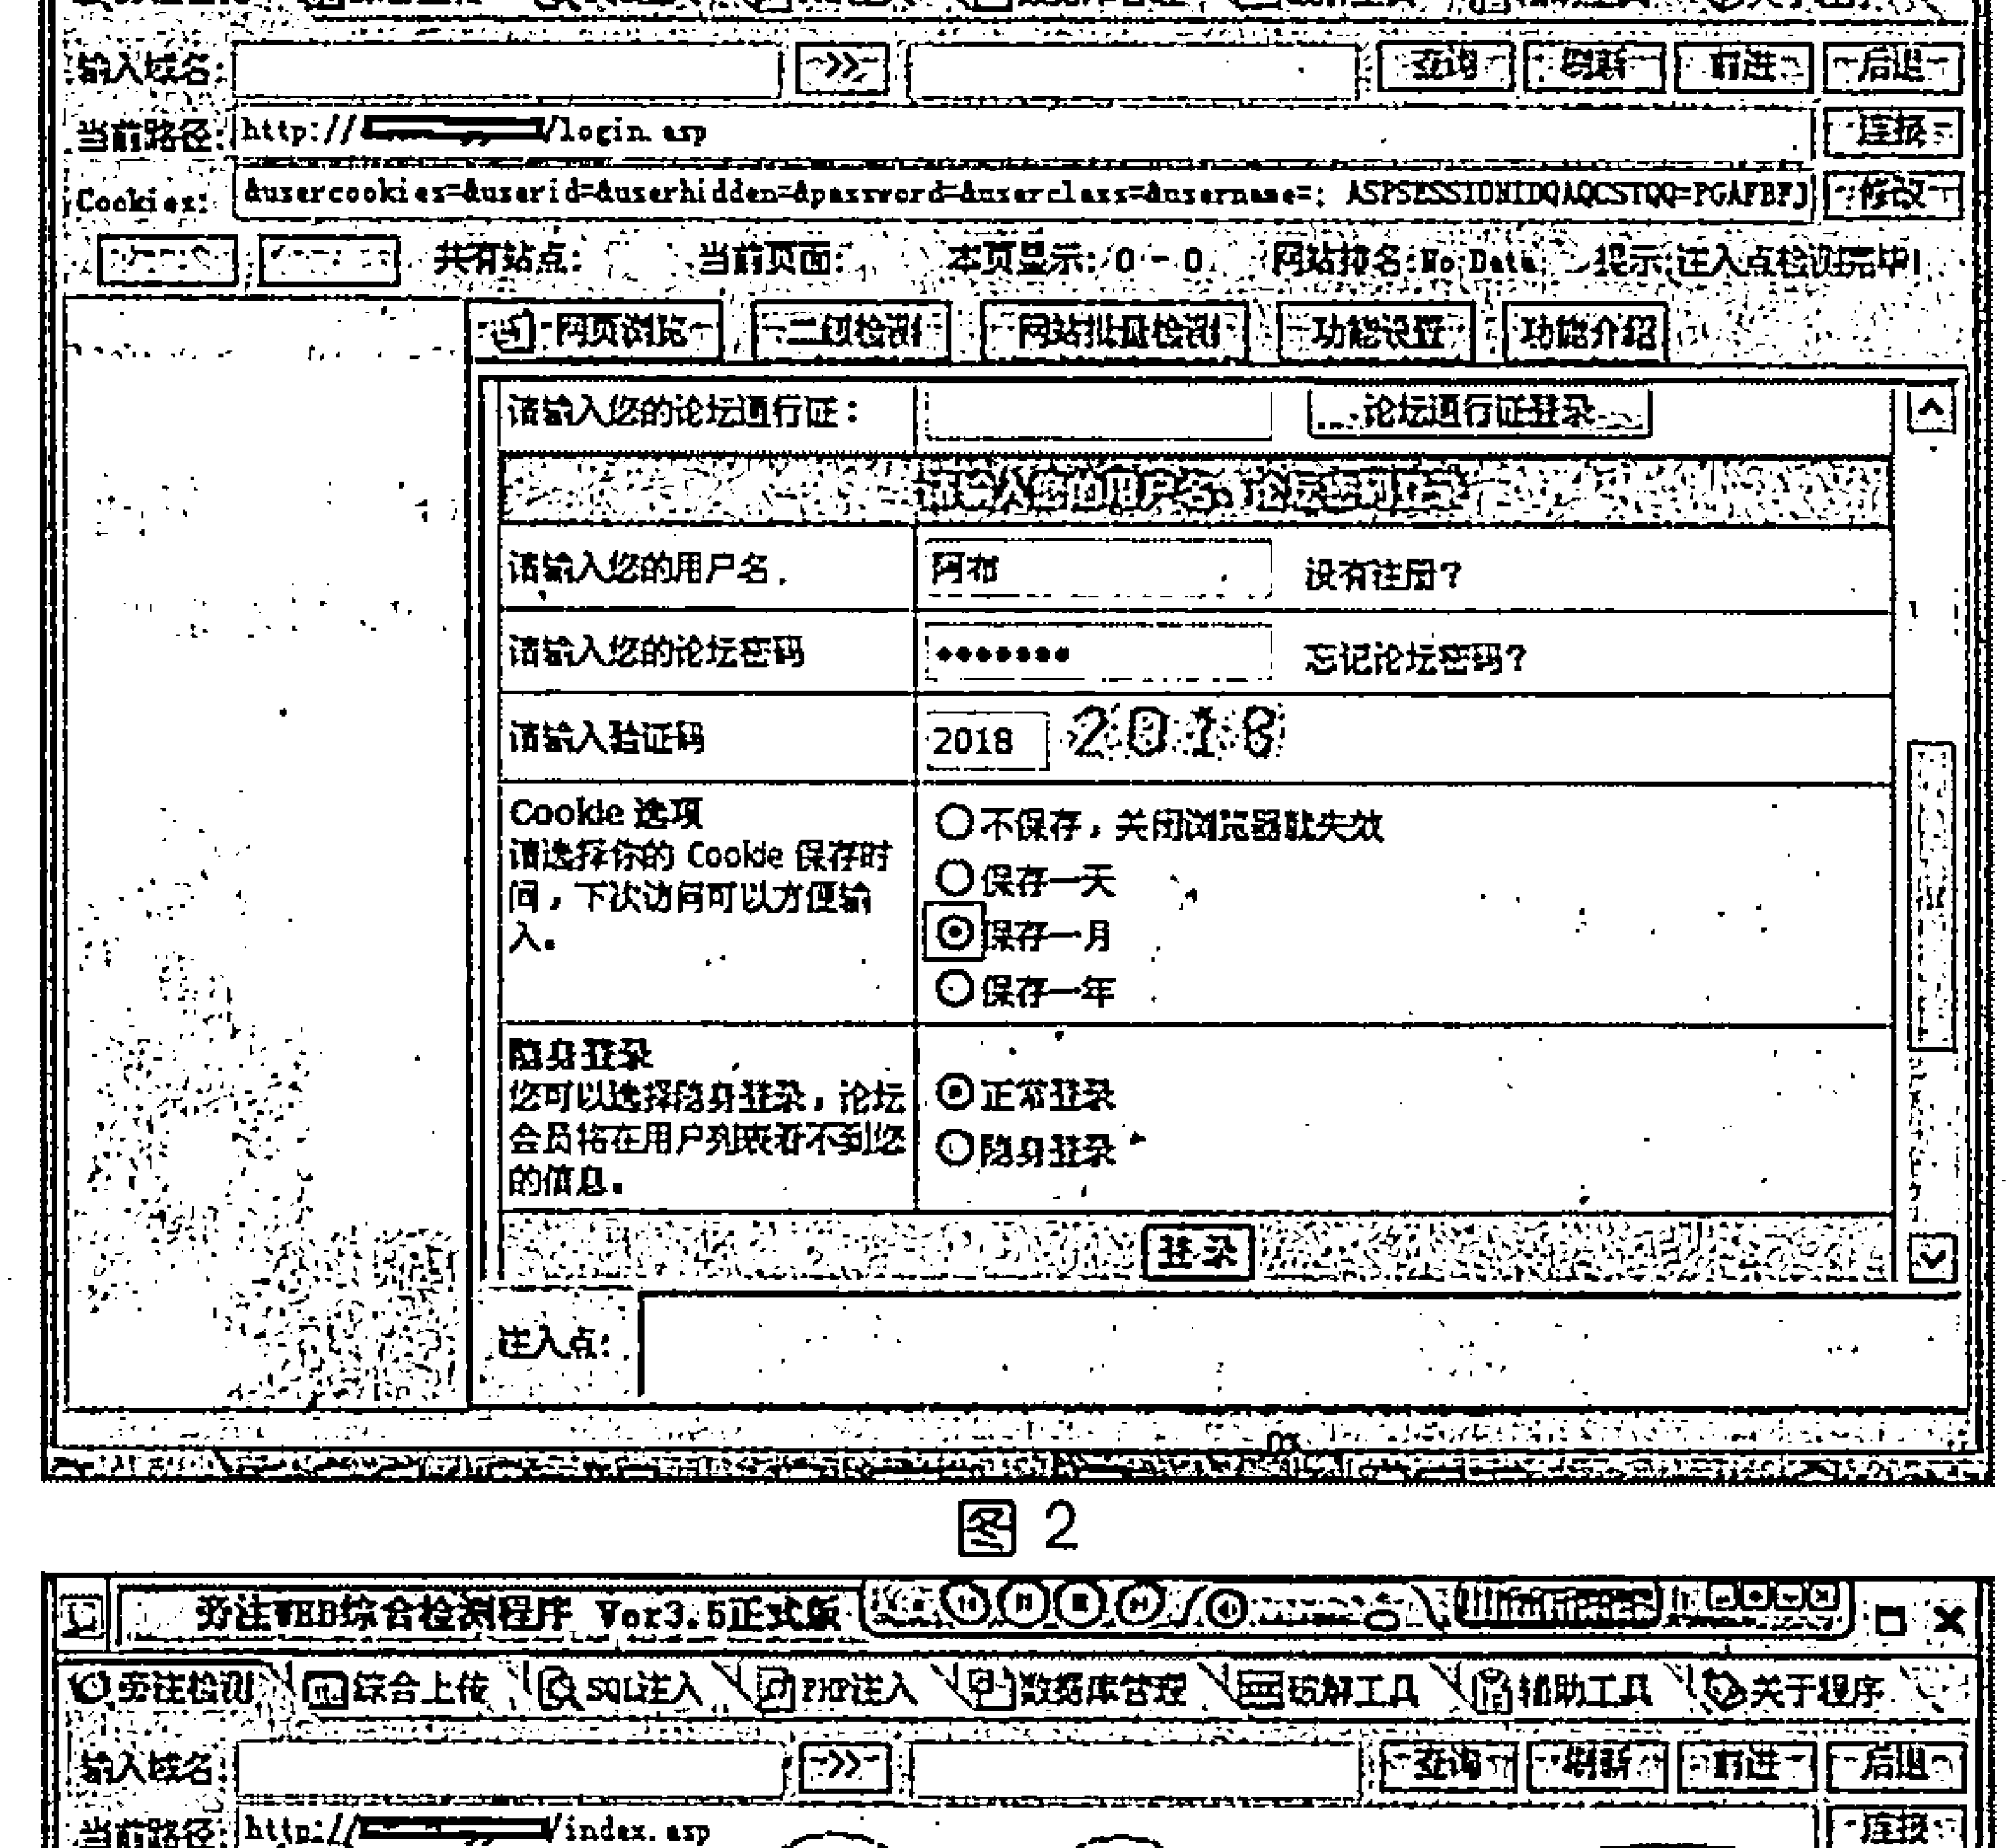 输入域名: >> 查询 刷新 前进 后退
当前路径: http:// /login.asp 连接
Cookies: &usercookies=&userid=&userhidden=&password=&userclass=&username=; ASPSESSIDNIDQAQCSTQQ=PGAFBFJ 修改
共有站点: 当前页面: 本页显示: 0 - 0 网站排名:No Data 提示:注入点检测完毕!
网页浏览 二级检测 网站批量检测 功能设置 功能介绍
请输入您的论坛通行证: 论坛通行证登录
请输入您的用户名、论坛密码登录
请输入您的用户名 阿布 没有注册?
请输入您的论坛密码 ••••••• 忘记论坛密码?
请输入验证码 2018 2018
Cookie 选项
请选择你的 Cookie 保存时
间,下次访问可以方便输
入。
不保存,关闭浏览器就失效
保存一天
保存一月
保存一年
隐身登录
您可以选择隐身登录,论坛
会员将在用户列表看不到您
的信息。
正常登录
隐身登录
登录
注入点:
图 2
旁注WEB综合检测程序 Ver3.5正式版
旁注检测 综合上传 SQL注入 PHP注入 数据库管理 破解工具 辅助工具 关于程序
输入域名 >> 查询 刷新 前进 后退
当前路径: http:// /index.asp 连接